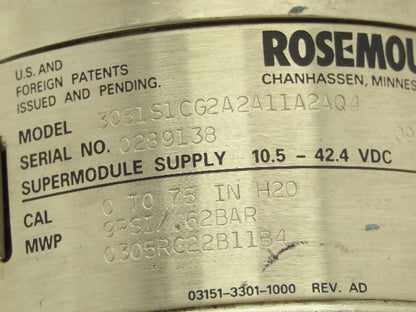 U.S. AND
FOREIGN PATENTS
ISSUED AND PENDING.
ROSEMOU
CHANHASSEN, MINNES
MODEL 3051S1CG2A2A11A2AQ4
SERIAL NO. 0289138 09
SUPERMODULE SUPPLY 10.5 - 42.4 VDC
CAL 0 TO 75 IN H2O
MWP 9PSI/.62BAR
0305RC22B11B4
03151-3301-1000 REV. AD